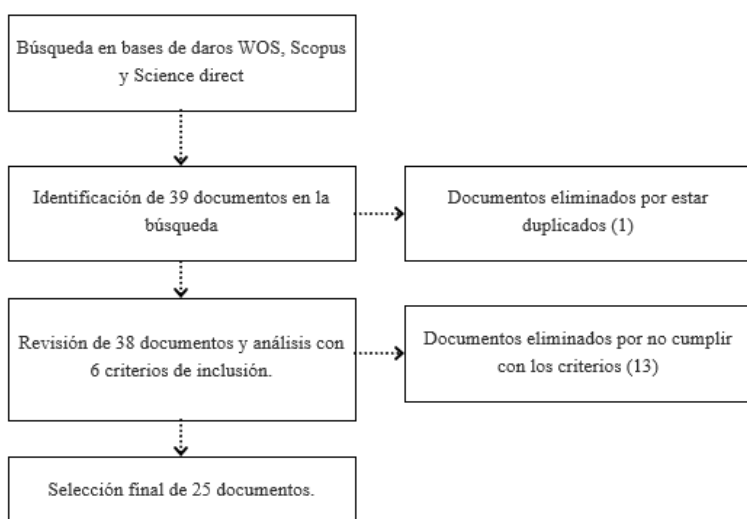 Búsqueda en bases de daros WOS, Scopus
y Science direct
Identificación de 39 documentos en la
búsqueda
Documentos eliminados por estar
duplicados (1)
Revisión de 38 documentos y análisis con
6 criterios de inclusión.
Documentos eliminados por no cumplir
con los criterios (13)
Selección final de 25 documentos.